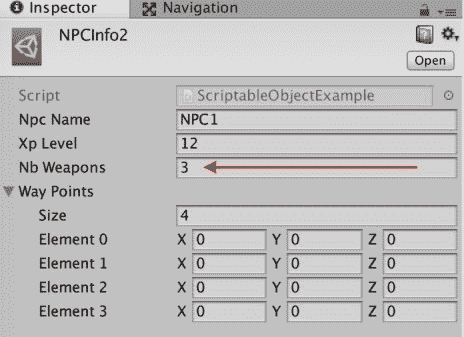 Inspector Navigation
NPCInfo2
Open
Script ScriptableObjectExample
Npc Name NPC1
Xp Level 12
Nb Weapons 3
Way Points
Size 4
Element 0 X 0 Y 0 Z 0
Element 1 X 0 Y 0 Z 0
Element 2 X 0 Y 0 Z 0
Element 3 X 0 Y 0 Z 0